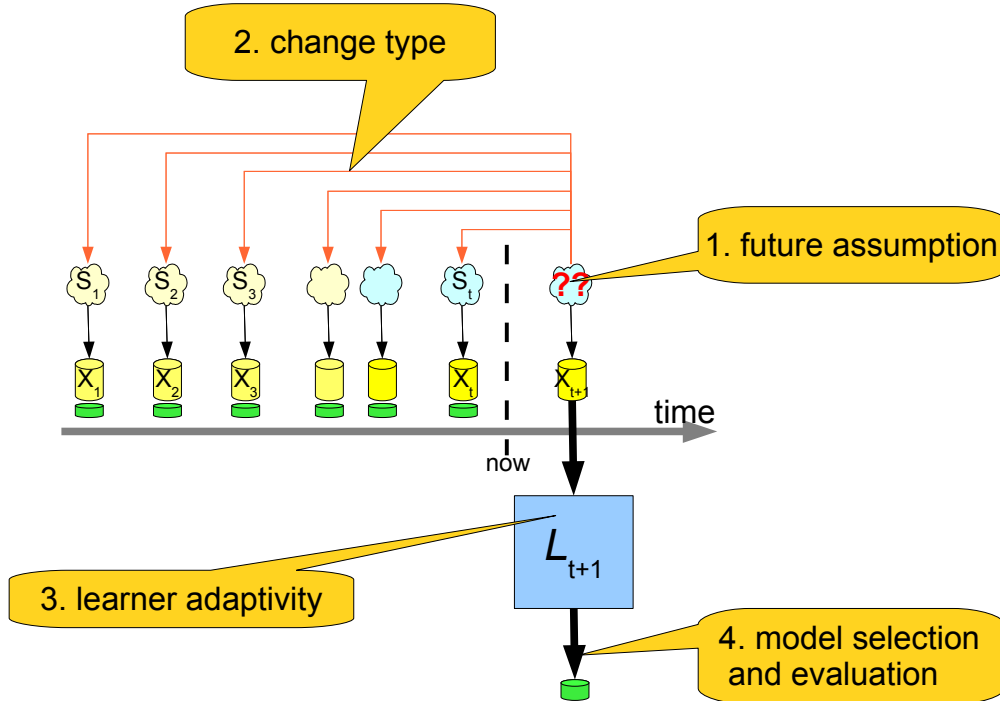 2. change type
1. future assumption
S₁ S₂ S₃ Sₜ ??
X₁ X₂ X₃ Xₜ Xₜ₊₁
time
now
Lₜ₊₁
3. learner adaptivity
4. model selection
and evaluation